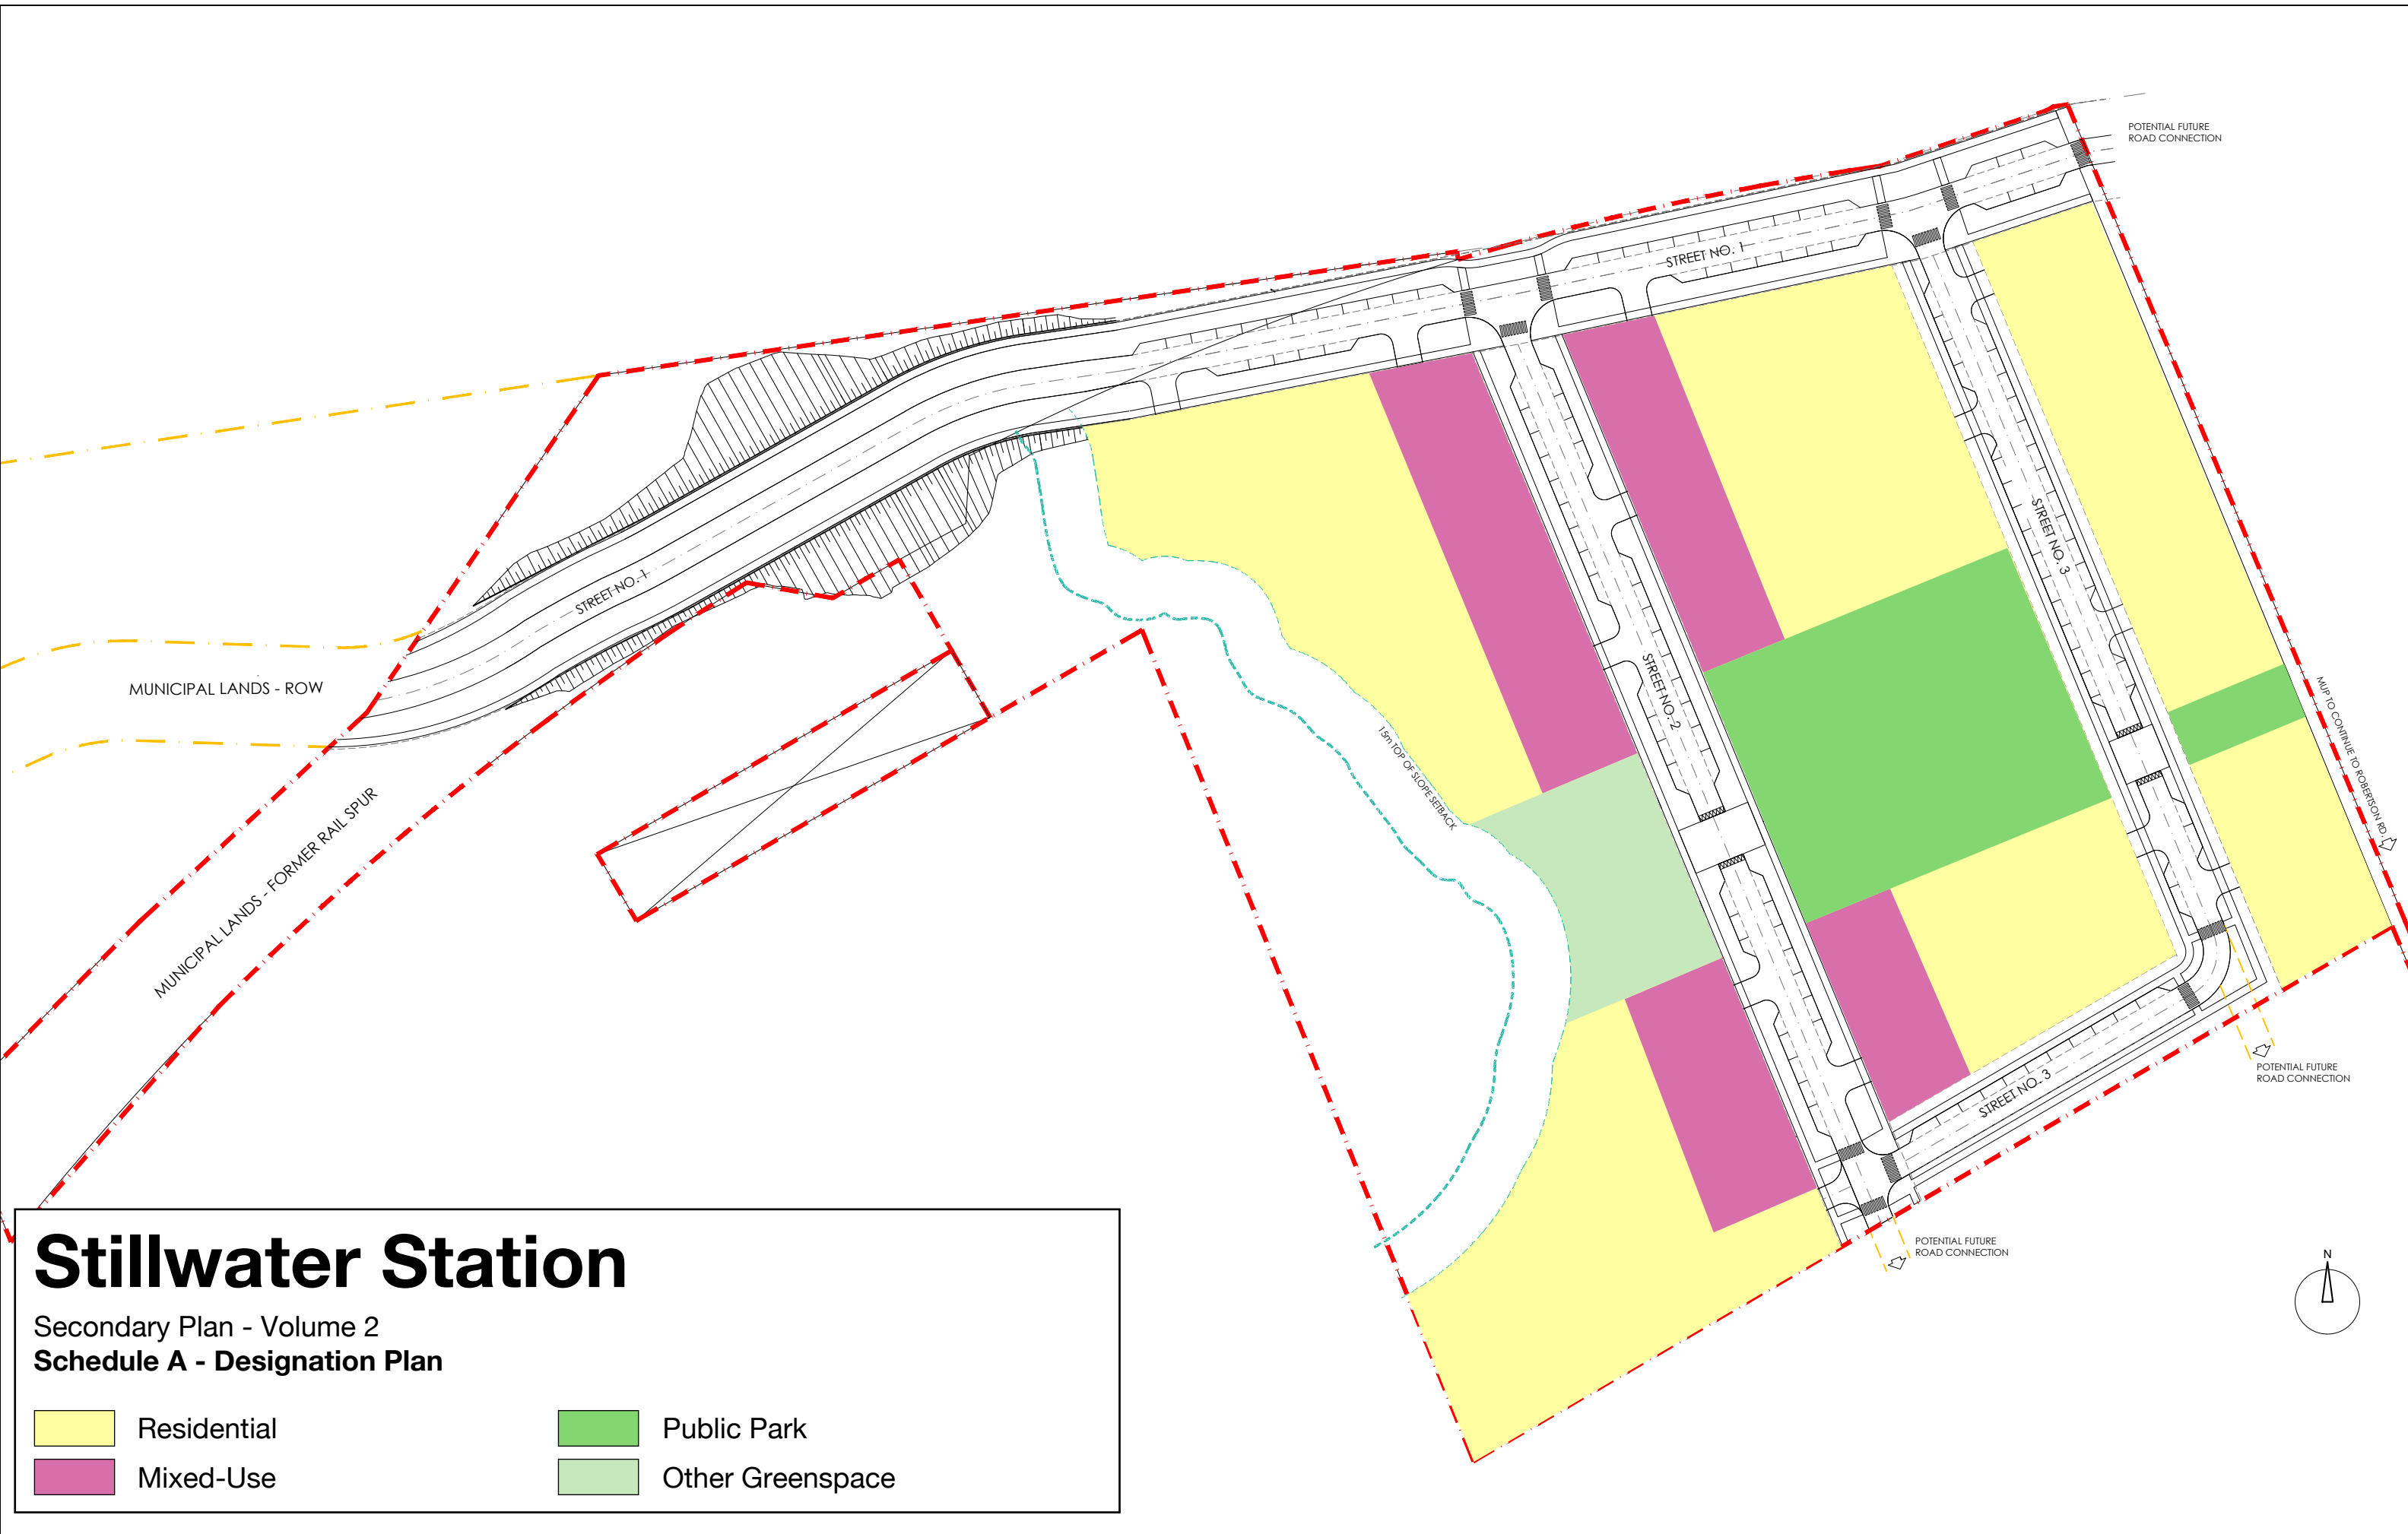 POTENTIAL FUTURE
ROAD CONNECTION
STREET NO. 1
STREET NO. 3
STREET NO. 1
MUNICIPAL LANDS - ROW
STREET NO. 2
MUP TO CONTINUE TO ROBERTSON RD.
15m TOP OF SLOPE SETBACK
MUNICIPAL LANDS - FORMER RAIL SPUR
STREET NO. 3
POTENTIAL FUTURE
ROAD CONNECTION
POTENTIAL FUTURE
ROAD CONNECTION
N
Stillwater Station
Secondary Plan - Volume 2
Schedule A - Designation Plan
Residential
Public Park
Mixed-Use
Other Greenspace